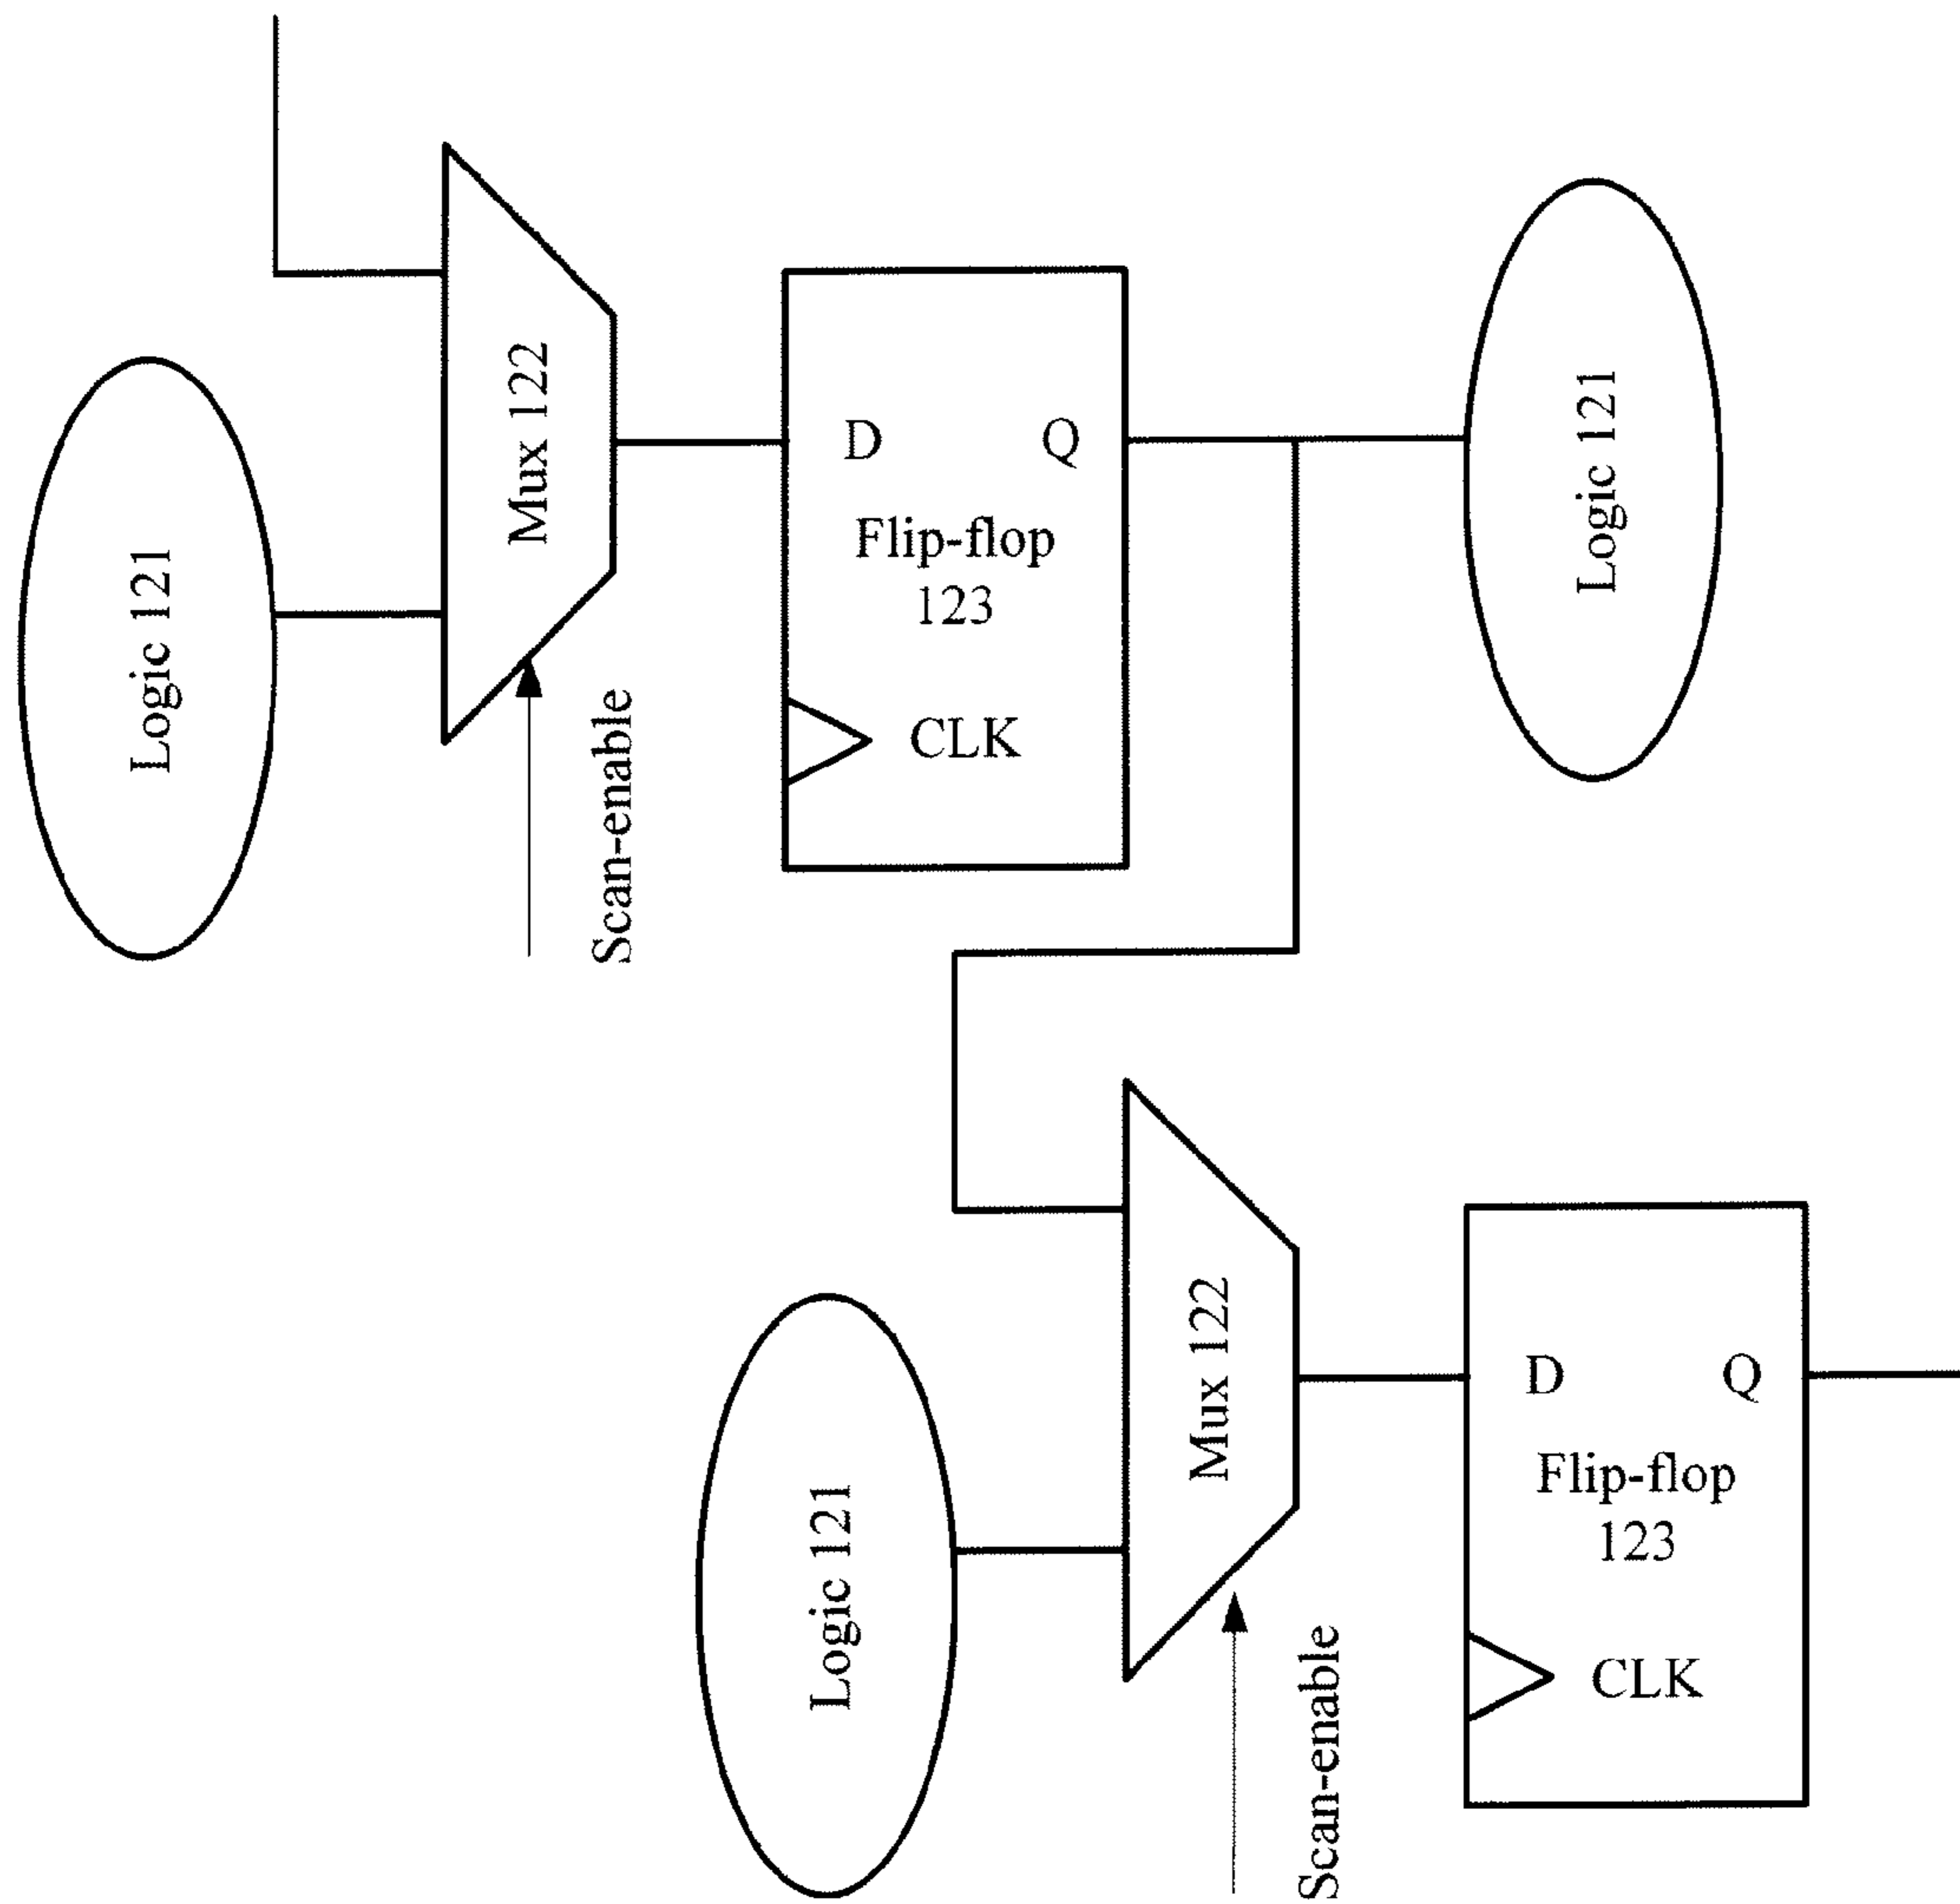 Logic 121
Mux 122
Scan-enable
D
Q
Flip-flop
123
CLK
Logic 121
Logic 121
Mux 122
Scan-enable
D
Q
Flip-flop
123
CLK